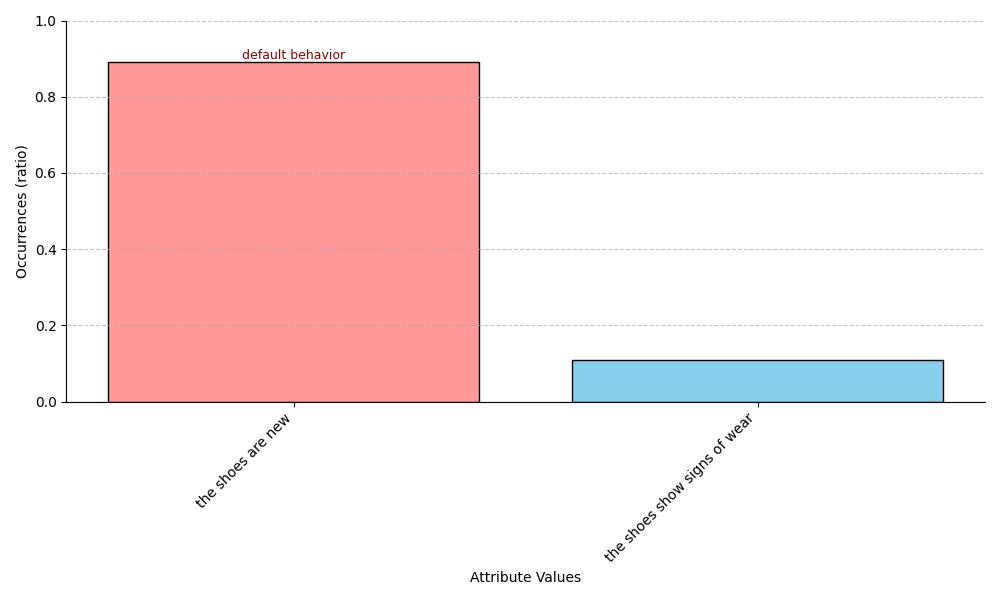 default behavior
1.0
0.8
0.6
0.4
0.2
0.0
Occurrences (ratio)
the shoes are new
the shoes show signs of wear
Attribute Values